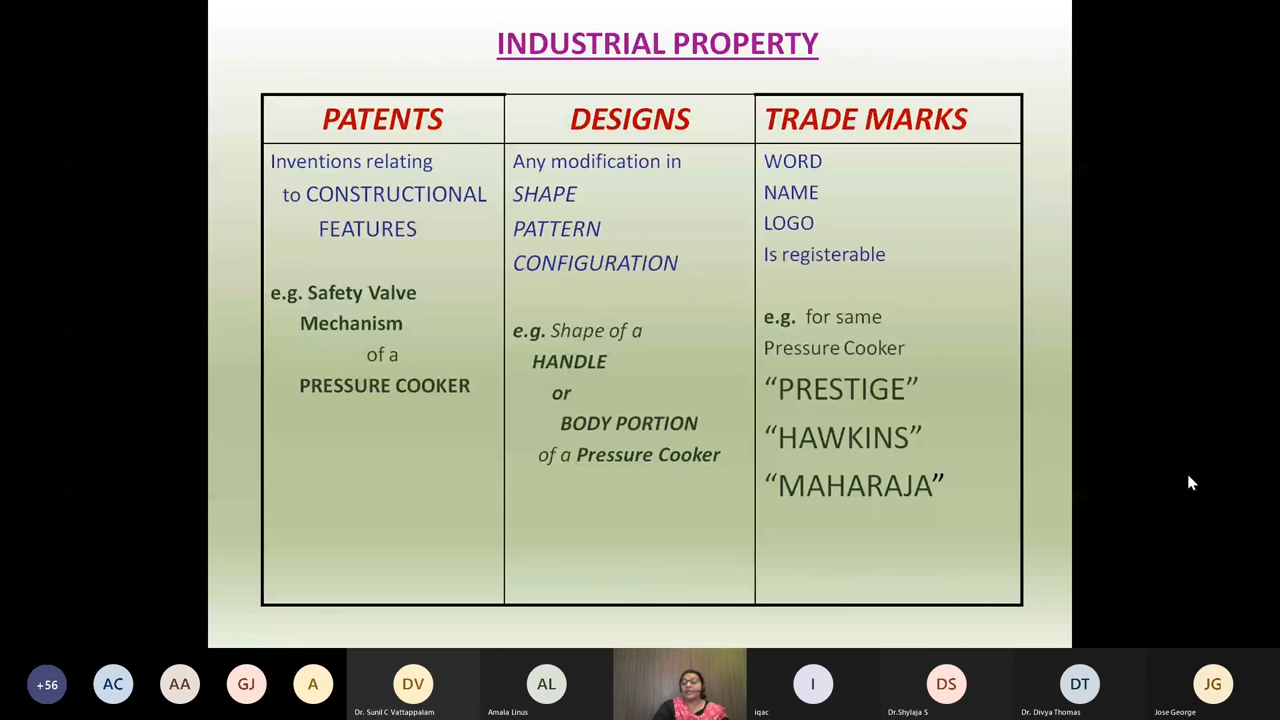 INDUSTRIAL PROPERTY
PATENTS
Inventions relating
to CONSTRUCTIONAL
FEATURES
e.g. Safety Valve
Mechanism
of a
PRESSURE COOKER
DESIGNS
Any modification in
SHAPE
PATTERN
CONFIGURATION
e.g. Shape of a
HANDLE
or
BODY PORTION
of a Pressure Cooker
TRADE MARKS
WORD
NAME
LOGO
Is registerable
e.g. for same
Pressure Cooker
“PRESTIGE”
“HAWKINS”
“MAHARAJA”
+56
AC
AA
GJ
A
DV
Dr. Sunil C Vattappalam
AL
Amala Linus
I
iqac
DS
Dr.Shylaja S
DT
Dr. Divya Thomas
JG
Jose George